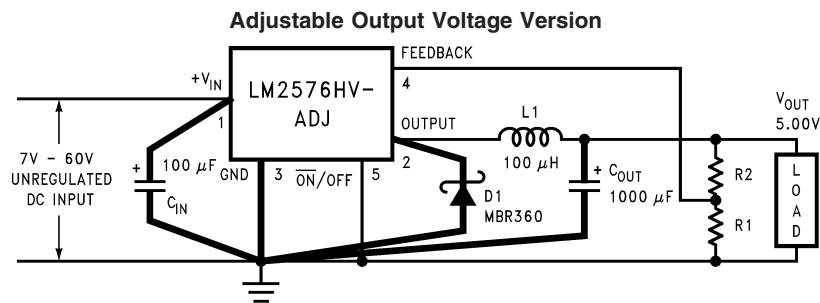 Adjustable Output Voltage Version
FEEDBACK
+VIN
LM2576HV-
ADJ
4
1
OUTPUT
L1
VOUT
5.00V
7V - 60V
UNREGULATED
DC INPUT
+
100 μF
CIN
GND
3
ON/OFF
5
2
100 μH
D1
MBR360
+
COUT
1000 μF
R2
R1
LOAD